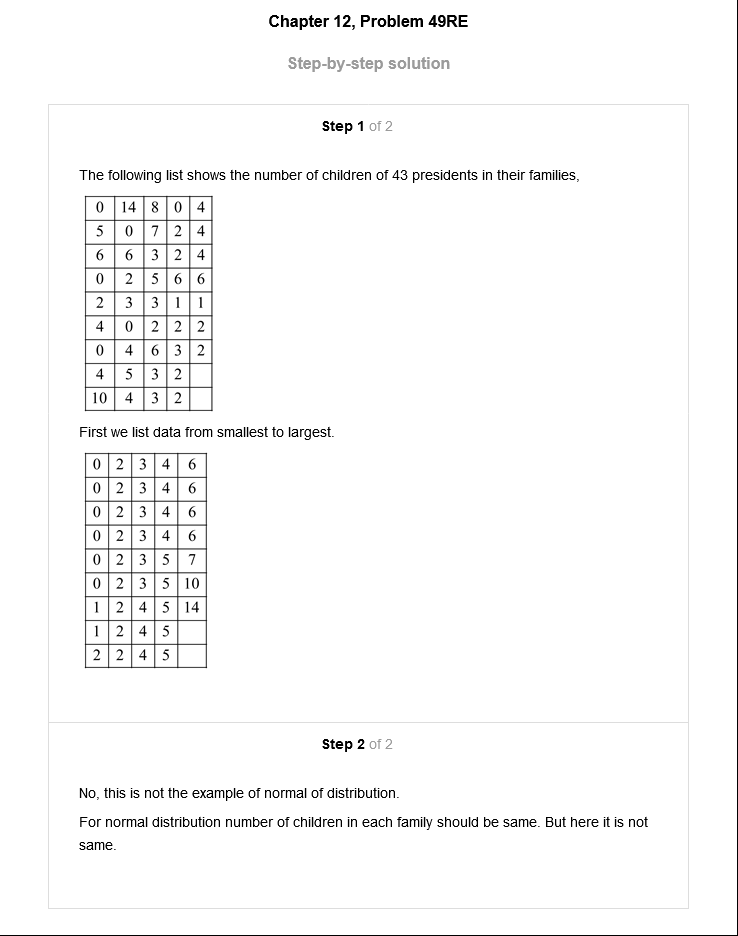 Chapter 12, Problem 49RE
Step-by-step solution
Step 1 of 2
The following list shows the number of children of 43 presidents in their families,
0 14 8 0 4
5 0 7 2 4
6 6 3 2 4
0 2 5 6 6
2 3 3 1 1
4 0 2 2 2
0 4 6 3 2
4 5 3 2
10 4 3 2
First we list data from smallest to largest.
0 2 3 4 6
0 2 3 4 6
0 2 3 4 6
0 2 3 4 6
0 2 3 5 7
0 2 3 5 10
1 2 4 5 14
1 2 4 5
2 2 4 5
Step 2 of 2
No, this is not the example of normal of distribution.
For normal distribution number of children in each family should be same. But here it is not
same.